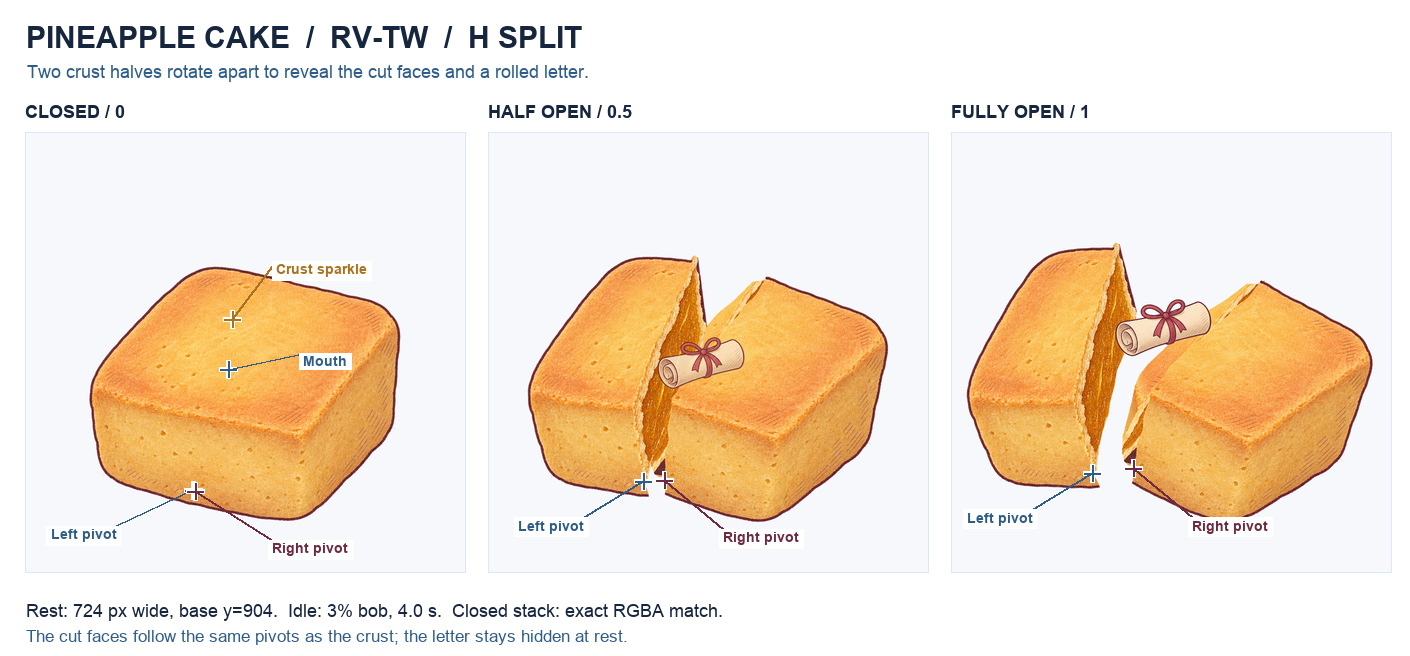 PINEAPPLE CAKE / RV-TW / H SPLIT
Two crust halves rotate apart to reveal the cut faces and a rolled letter.
CLOSED / 0
HALF OPEN / 0.5
FULLY OPEN / 1
Crust sparkle
Mouth
Left pivot
Right pivot
Left pivot
Right pivot
Left pivot
Right pivot
Rest: 724 px wide, base y=904. Idle: 3% bob, 4.0 s. Closed stack: exact RGBA match.
The cut faces follow the same pivots as the crust; the letter stays hidden at rest.